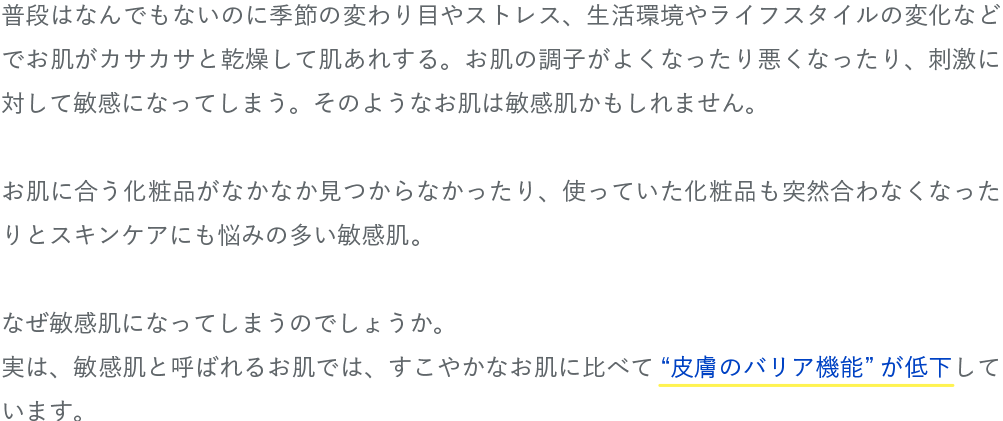 普段はなんでもないのに季節の変わり目やストレス、生活環境やライフスタイルの変化など
でお肌がカサカサと乾燥して肌あれする。お肌の調子がよくなったり悪くなったり、刺激に
対して敏感になってしまう。そのようなお肌は敏感肌かもしれません。
お肌に合う化粧品がなかなか見つからなかったり、使っていた化粧品も突然合わなくなった
りとスキンケアにも悩みの多い敏感肌。
なぜ敏感肌になってしまうのでしょうか。
実は、敏感肌と呼ばれるお肌では、すこやかなお肌に比べて “皮膚のバリア機能” が低下して
います。